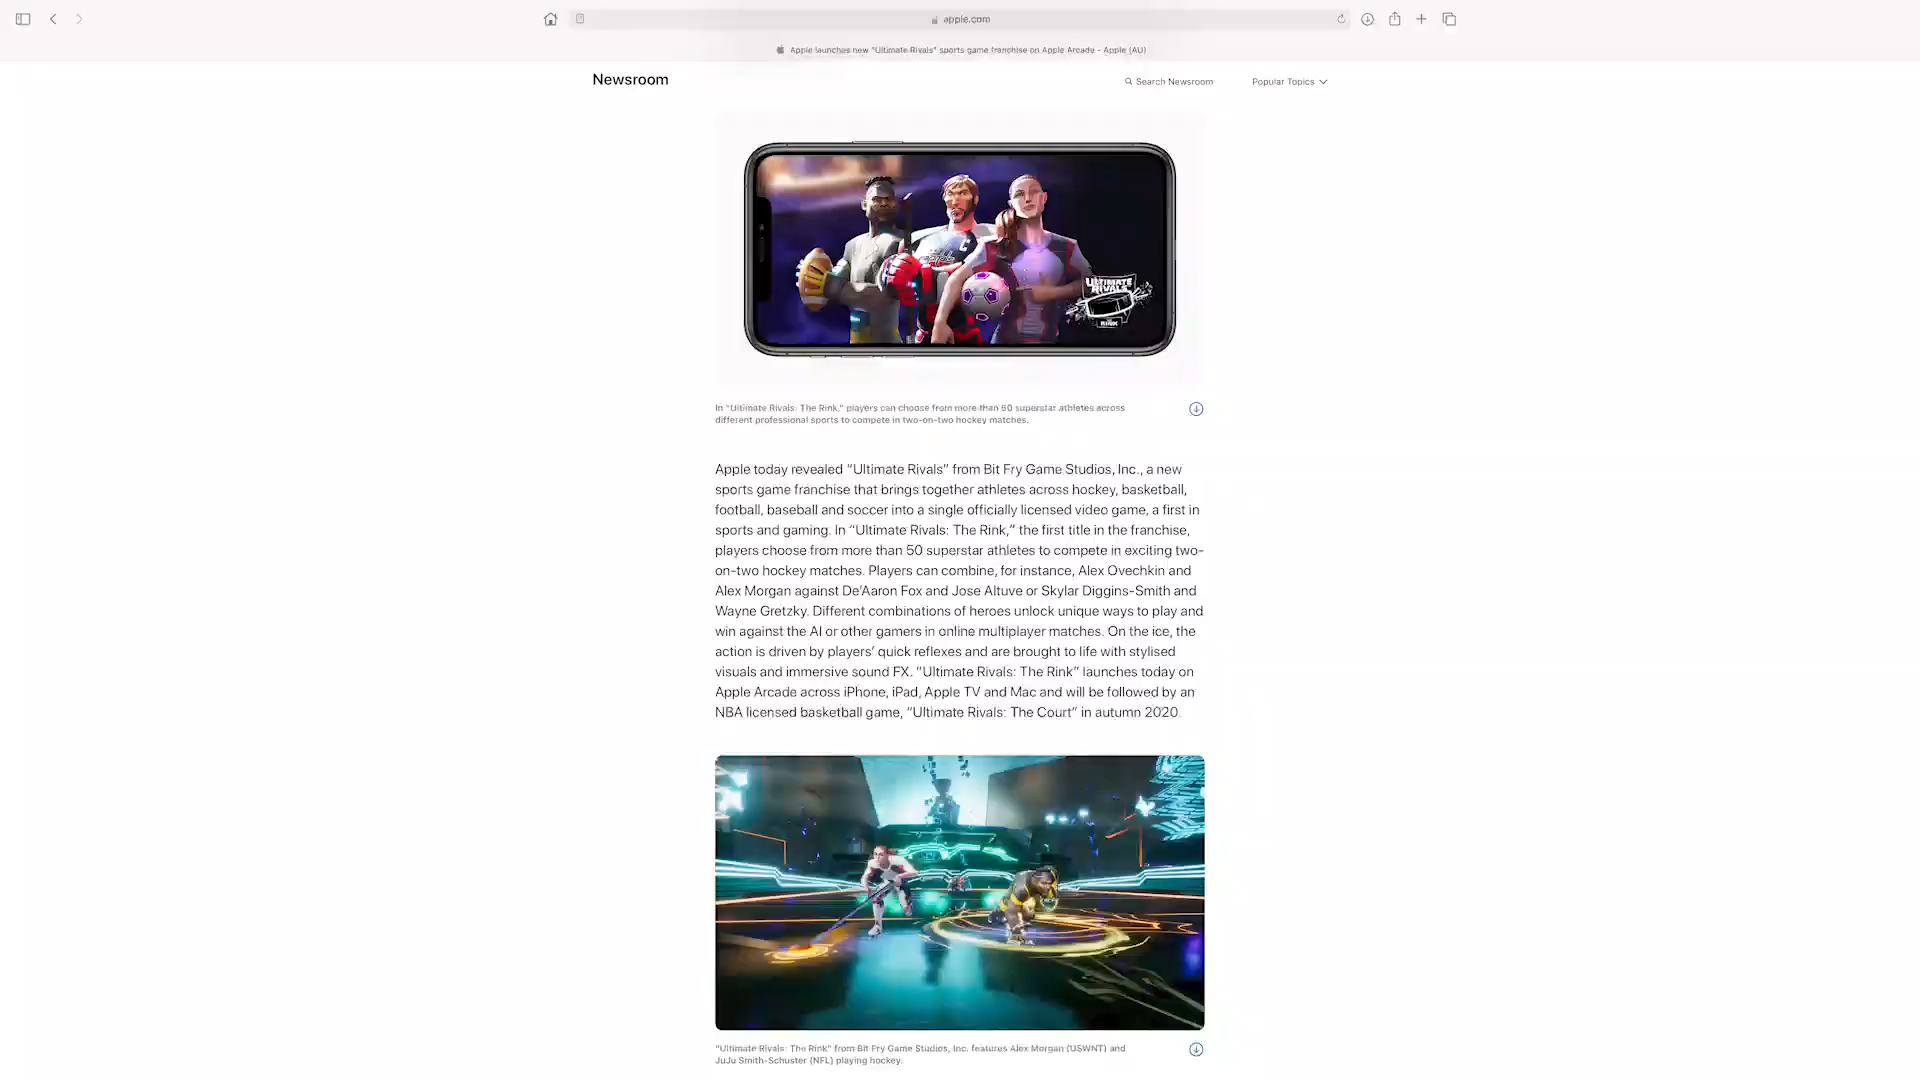 apple.com
Apple launches new "Ultimate Rivals" sports game franchise on Apple Arcade - Apple (AU)
Newsroom
Search Newsroom
Popular Topics
C
capitals
ULTIMATE
RIVALS
THE
RINK
In "Ultimate Rivals: The Rink," players can choose from more than 50 superstar athletes across
different professional sports to compete in two-on-two hockey matches.
Apple today revealed “Ultimate Rivals” from Bit Fry Game Studios, Inc., a new
sports game franchise that brings together athletes across hockey, basketball,
football, baseball and soccer into a single officially licensed video game, a first in
sports and gaming. In “Ultimate Rivals: The Rink,” the first title in the franchise,
players choose from more than 50 superstar athletes to compete in exciting two-
on-two hockey matches. Players can combine, for instance, Alex Ovechkin and
Alex Morgan against De’Aaron Fox and Jose Altuve or Skylar Diggins-Smith and
Wayne Gretzky. Different combinations of heroes unlock unique ways to play and
win against the AI or other gamers in online multiplayer matches. On the ice, the
action is driven by players’ quick reflexes and are brought to life with stylised
visuals and immersive sound FX. “Ultimate Rivals: The Rink” launches today on
Apple Arcade across iPhone, iPad, Apple TV and Mac and will be followed by an
NBA licensed basketball game, “Ultimate Rivals: The Court” in autumn 2020.
"Ultimate Rivals: The Rink" from Bit Fry Game Studios, Inc. features Alex Morgan (USWNT) and
JuJu Smith-Schuster (NFL) playing hockey.